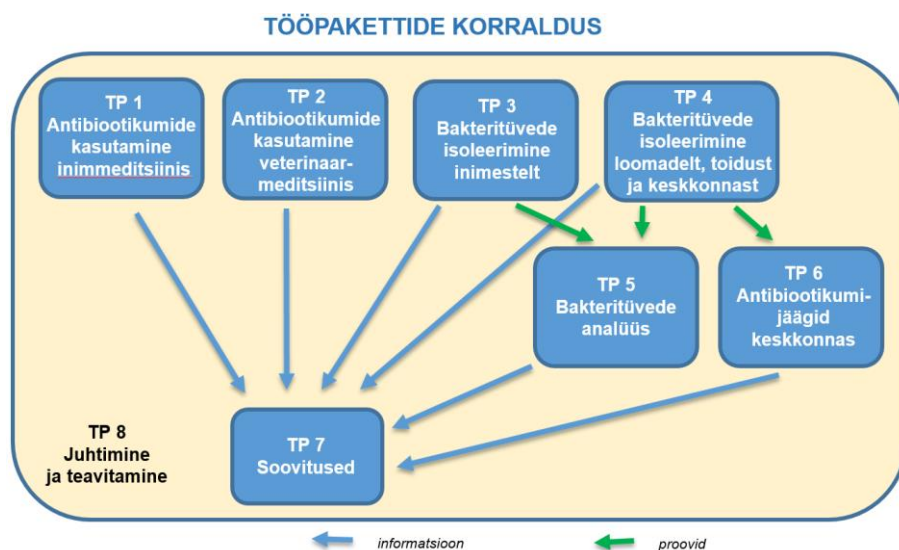 TÖÖPAKETTIDE KORRALDUS
TP 1
Antibiootikumide
kasutamine
inimmeditsiinis
TP 2
Antibiootikumide
kasutamine
veterinaar-
meditsiinis
TP 3
Bakteritüvede
isoleerimine
inimestelt
TP 4
Bakteritüvede
isoleerimine
loomadelt, toidust
ja keskkonnast
TP 5
Bakteritüvede
analüüs
TP 6
Antibiootikumi-
jäägid
keskkonnas
TP 8
Juhtimine
ja teavitamine
TP 7
Soovitused
informatsioon
proovid